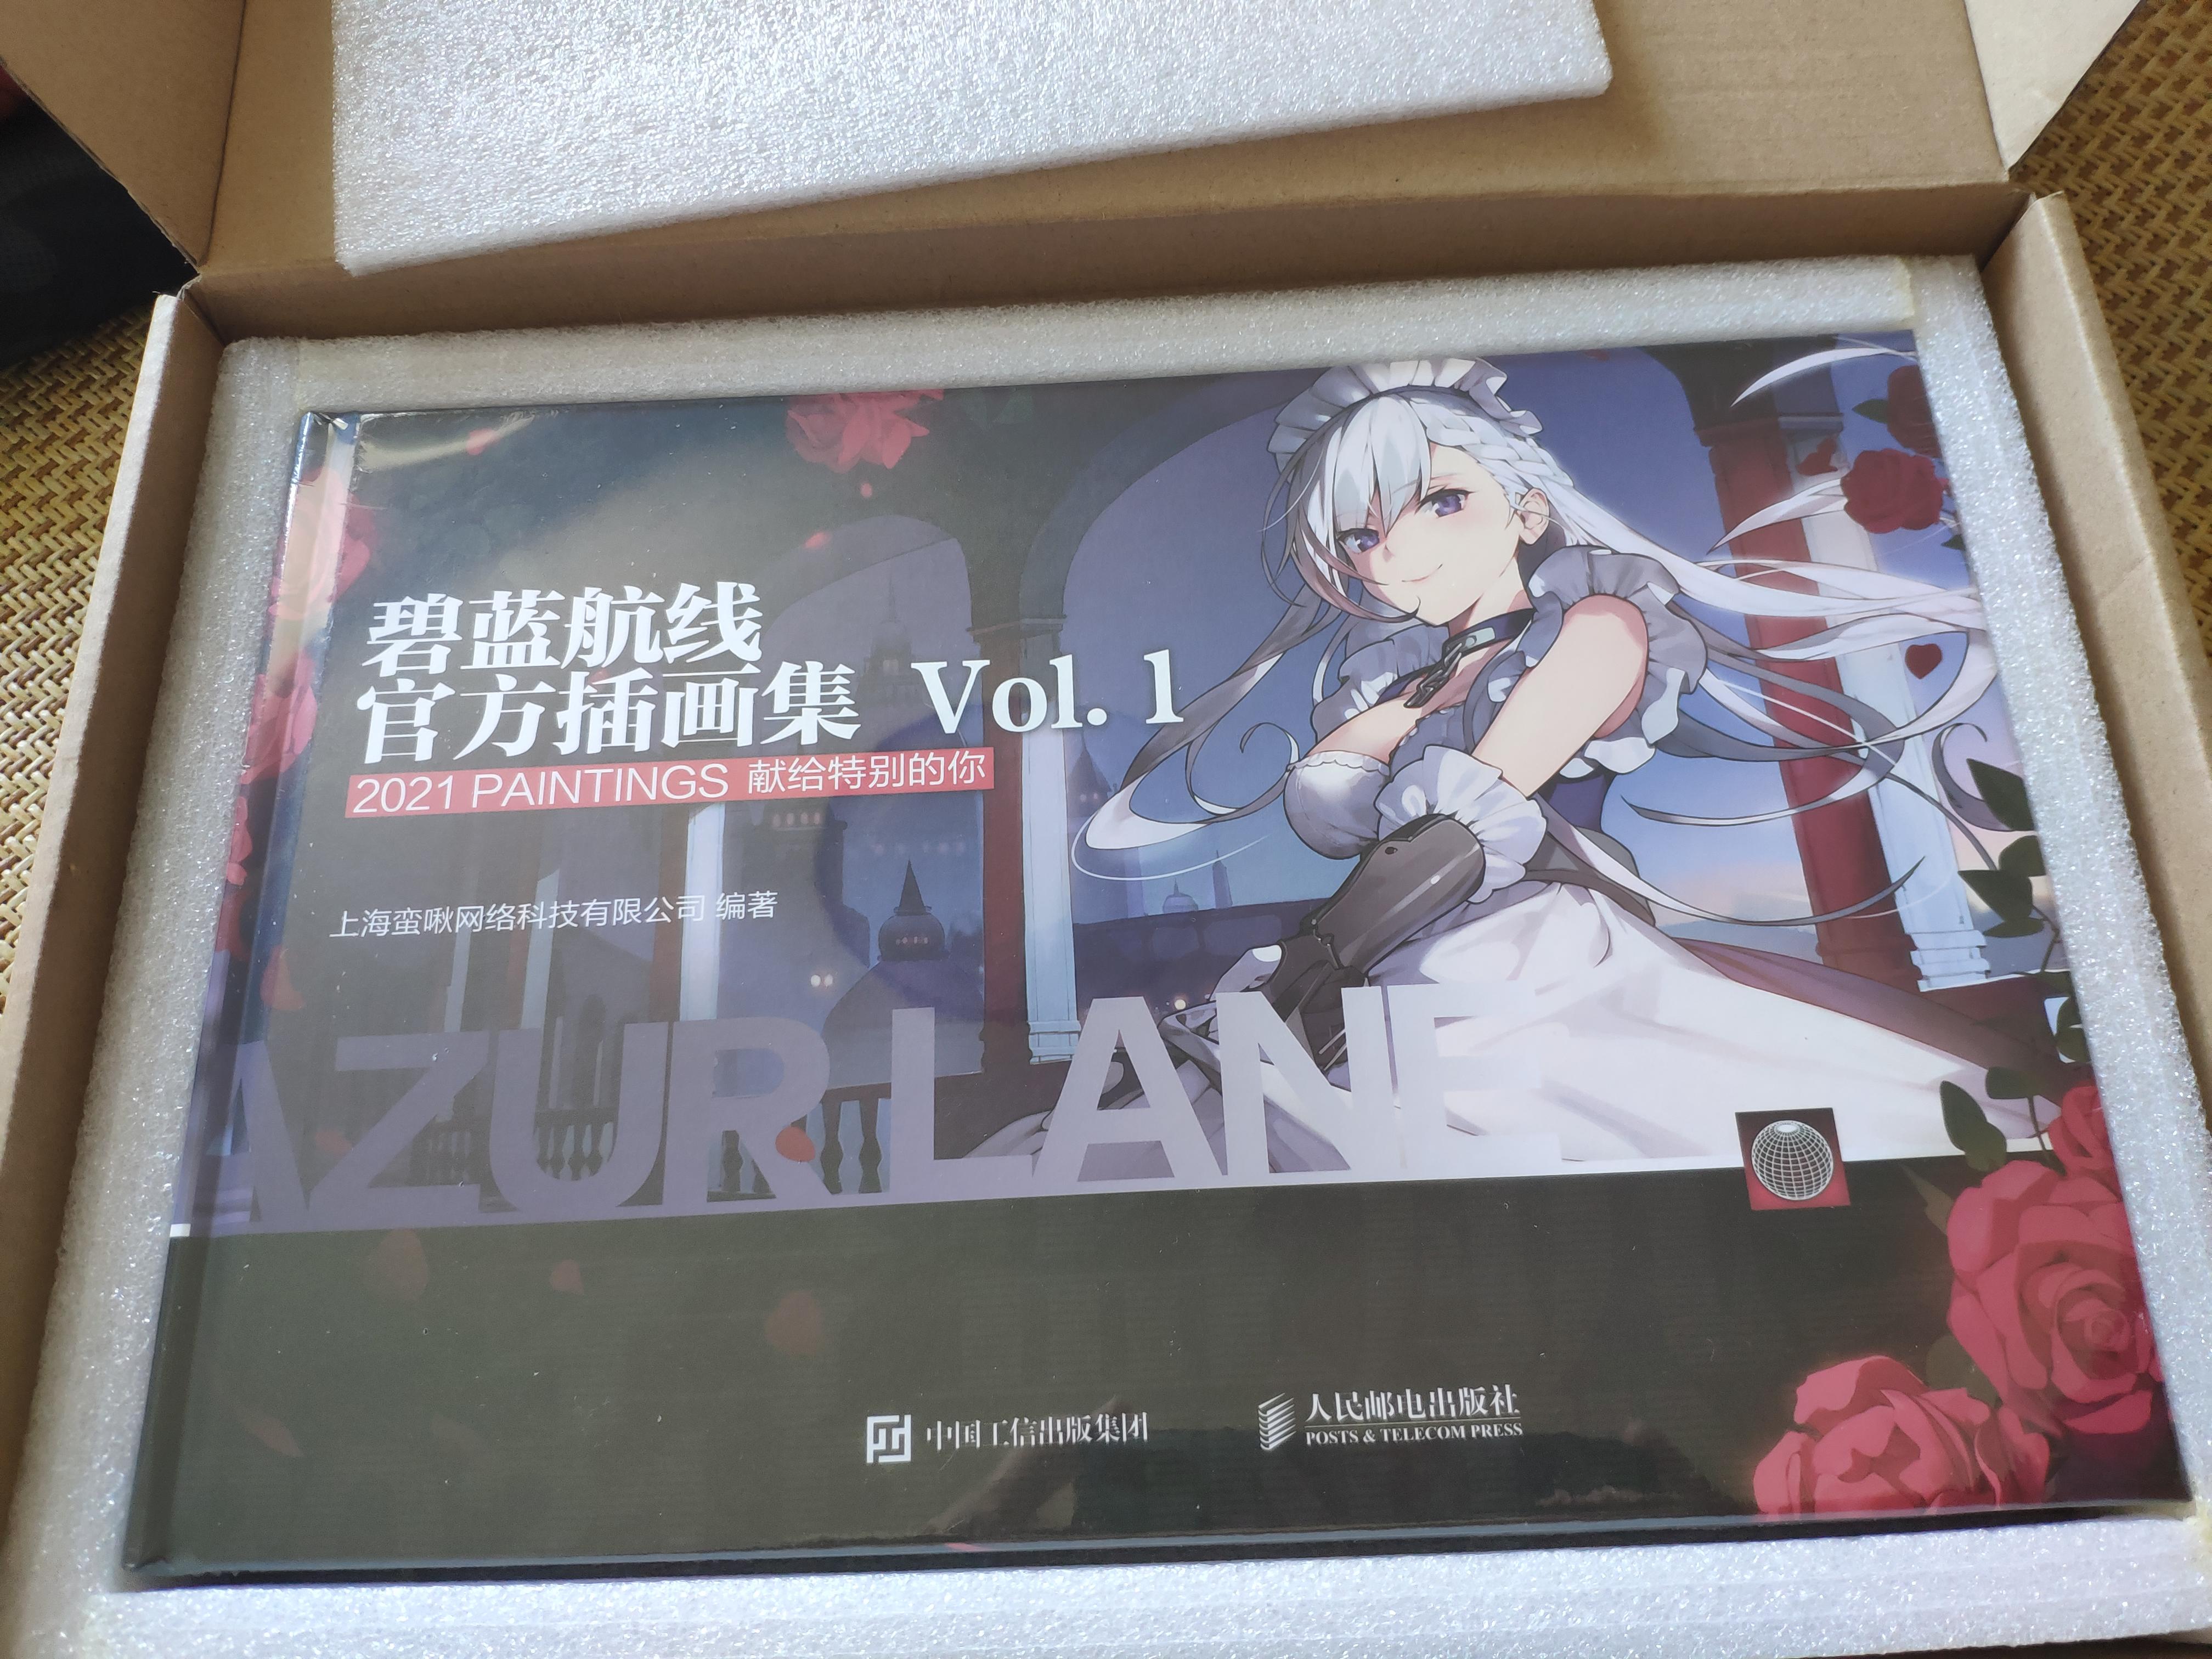 碧蓝航线
官方插画集 Vol. 1
2021 PAINTINGS 献给特别的你
上海蛮啾网络科技有限公司 编著
AZUR LANE
中国工信出版集团
人民邮电出版社
POSTS & TELECOM PRESS